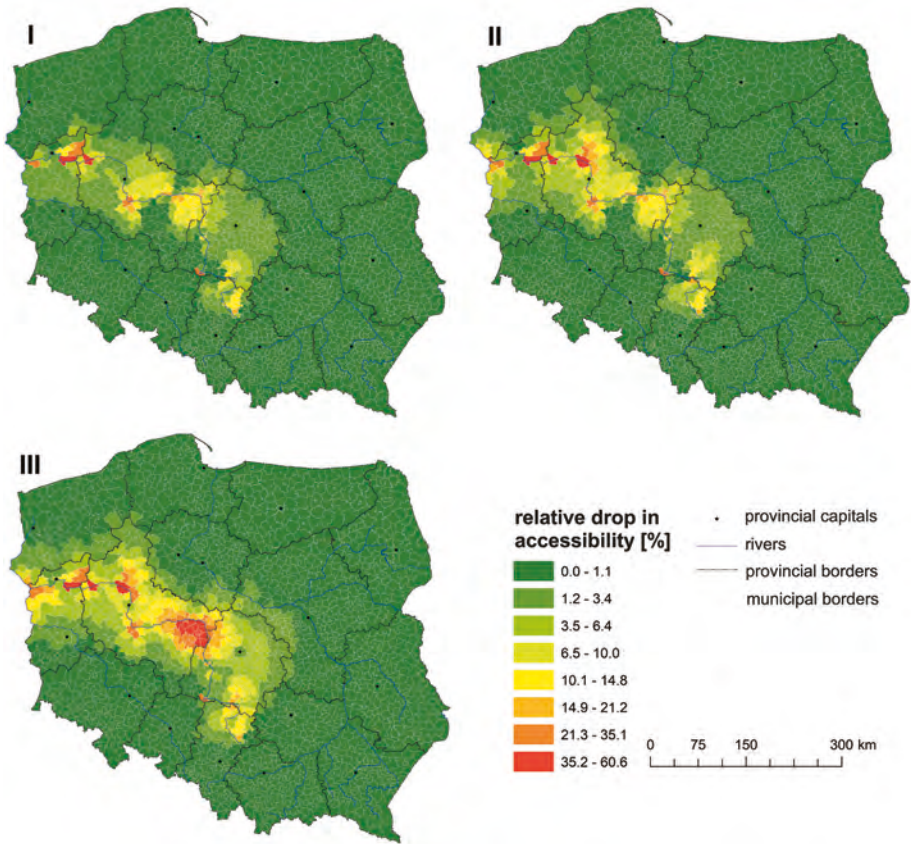 I
II
III
relative drop in
accessibility [%]
0.0 - 1.1
1.2 - 3.4
3.5 - 6.4
6.5 - 10.0
10.1 - 14.8
14.9 - 21.2
21.3 - 35.1
35.2 - 60.6
provincial capitals
rivers
provincial borders
municipal borders
0 75 150 300 km